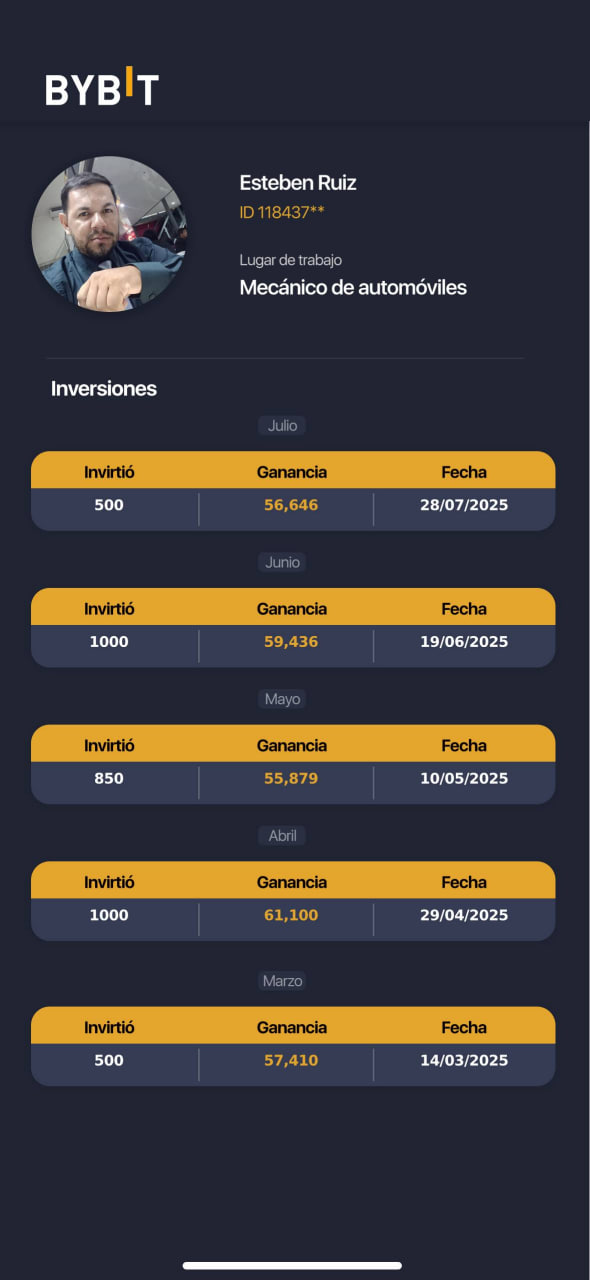 BYBIT
Esteben Ruiz
ID 118437**
Lugar de trabajo
Mecánico de automóviles
Inversiones
Julio
Invirtió Ganancia Fecha
500 56,646 28/07/2025
Junio
Invirtió Ganancia Fecha
1000 59,436 19/06/2025
Mayo
Invirtió Ganancia Fecha
850 55,879 10/05/2025
Abril
Invirtió Ganancia Fecha
1000 61,100 29/04/2025
Marzo
Invirtió Ganancia Fecha
500 57,410 14/03/2025